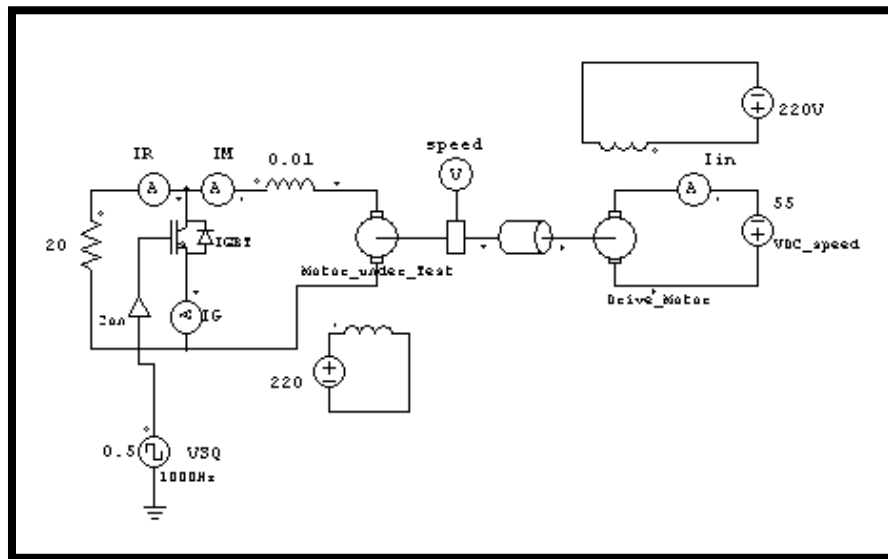 220V
speed
IR
IM
0.01
Iin
V
A
A
A
55
20
IGBT
VDC_speed
Motor_under_Test
Drive_Motor
A
IG
Con
220
0.5
VSQ
1000Hz